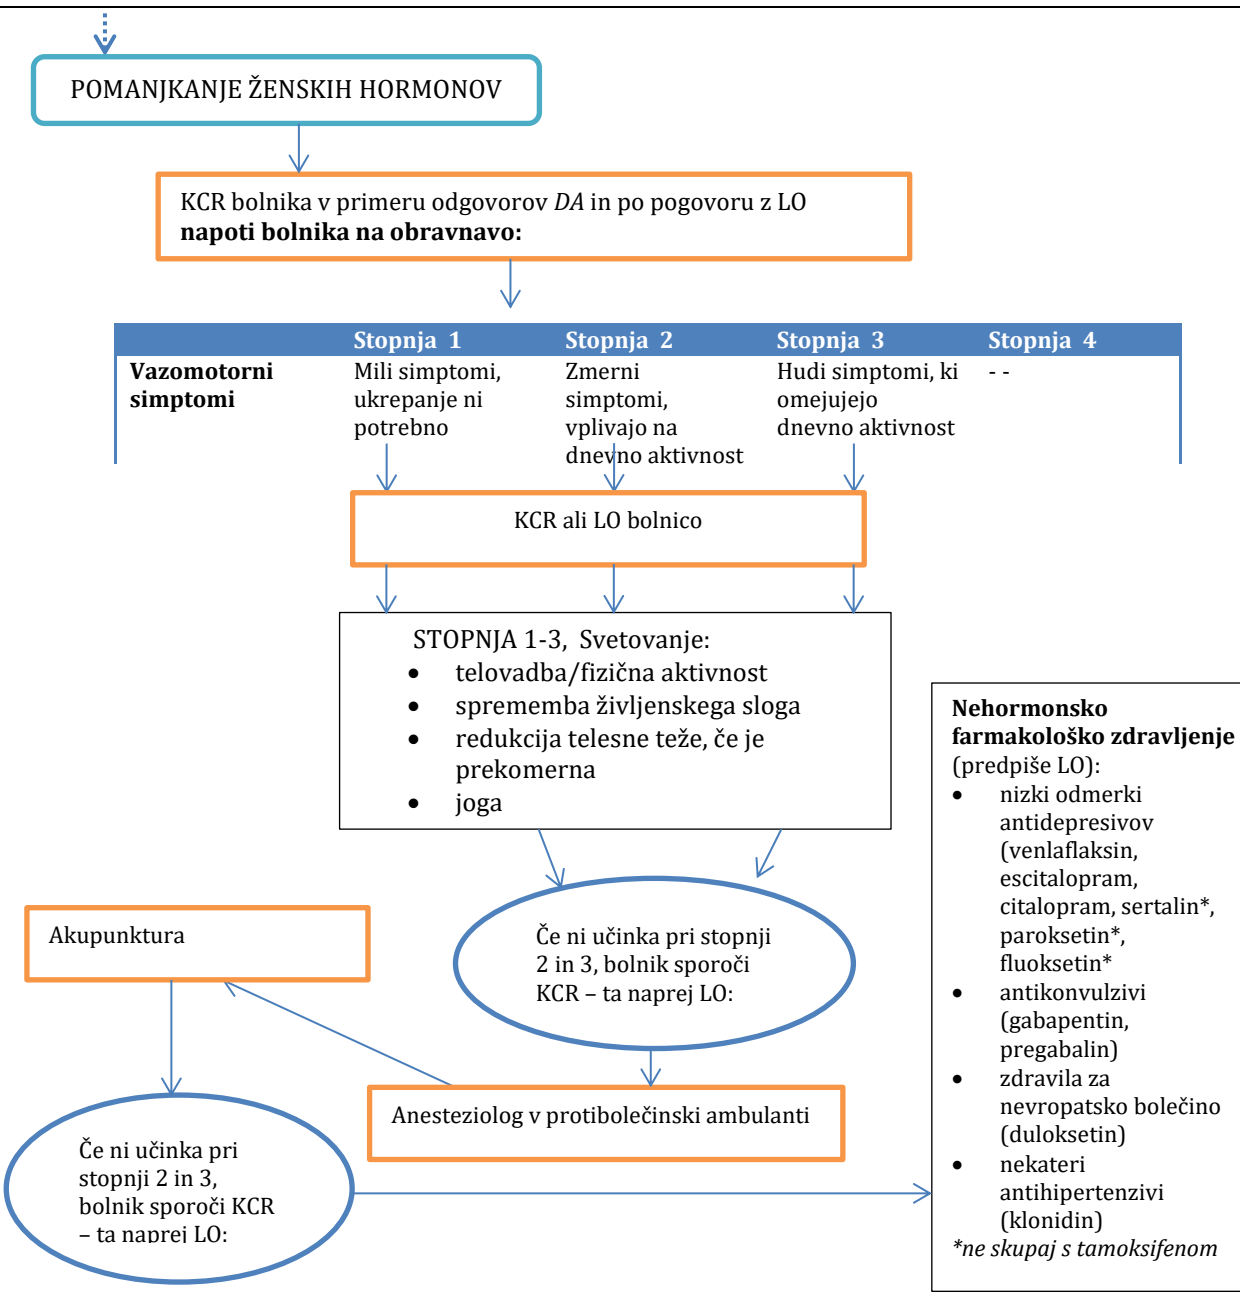 POMANJKANJE ŽENSKIH HORMONOV
KCR bolnika v primeru odgovorov DA in po pogovoru z LO
napoti bolnika na obravnavo:
Stopnja 1 Stopnja 2 Stopnja 3 Stopnja 4
Vazomotorni
simptomi
Mili simptomi,
ukrepanje ni
potrebno
Zmerni
simptomi,
vplivajo na
dnevno aktivnost
Hudi simptomi, ki
omejujejo
dnevno aktivnost
- -
KCR ali LO bolnico
STOPNJA 1-3, Svetovanje:
• telovadba/fizična aktivnost
• sprememba življenskega sloga
• redukcija telesne teže, če je
prekomerna
• joga
Če ni učinka pri stopnji
2 in 3, bolnik sporoči
KCR – ta naprej LO:
Anesteziolog v protibolečinski ambulanti
Akupunktura
Če ni učinka pri
stopnji 2 in 3,
bolnik sporoči KCR
– ta naprej LO:
Nehormonsko
farmakološko zdravljenje
(predpiše LO):
• nizki odmerki
antidepresivov
(venlaflaksin,
escitalopram,
citalopram, sertalin*,
paroksetin*,
fluoksetin*
• antikonvulzivi
(gabapentin,
pregabalin)
• zdravila za
nevropatsko bolečino
(duloksetin)
• nekateri
antihipertenzivi
(klonidin)
*ne skupaj s tamoksifenom